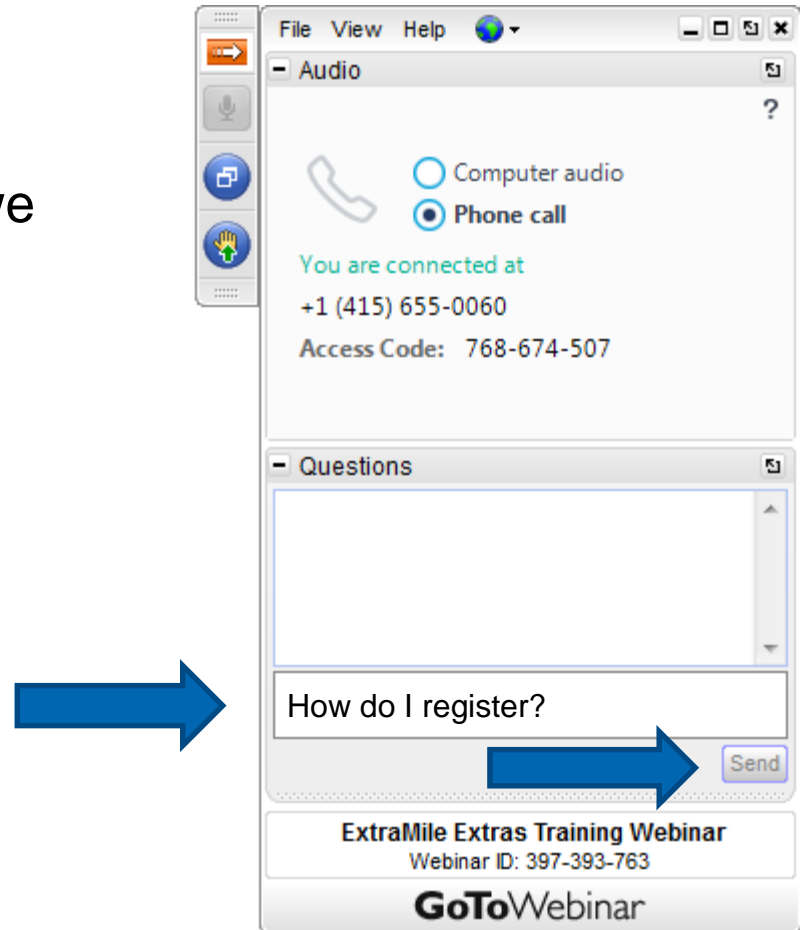 File View Help
Audio
?
Computer audio
Phone call
You are connected at
+1 (415) 655-0060
Access Code: 768-674-507
Questions
How do I register?
Send
ExtraMile Extras Training Webinar
Webinar ID: 397-393-763
GoToWebinar